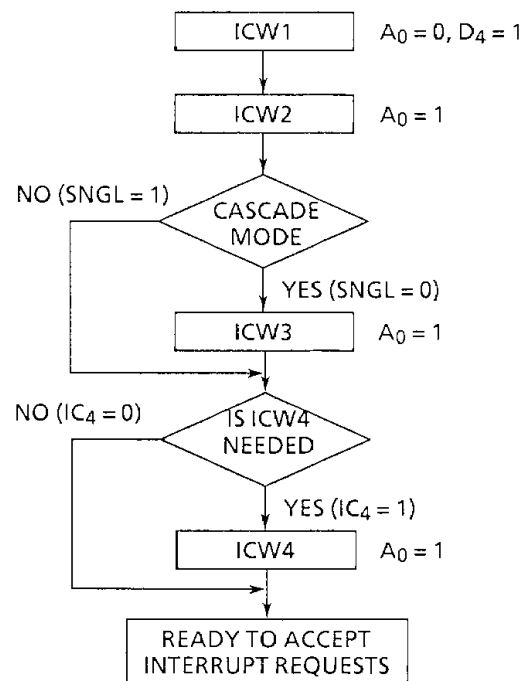 ICW1 A₀ = 0, D₄ = 1
ICW2 A₀ = 1
NO (SNGL = 1)
CASCADE
MODE
YES (SNGL = 0)
ICW3 A₀ = 1
NO (IC₄ = 0)
IS ICW4
NEEDED
YES (IC₄ = 1)
ICW4 A₀ = 1
READY TO ACCEPT
INTERRUPT REQUESTS